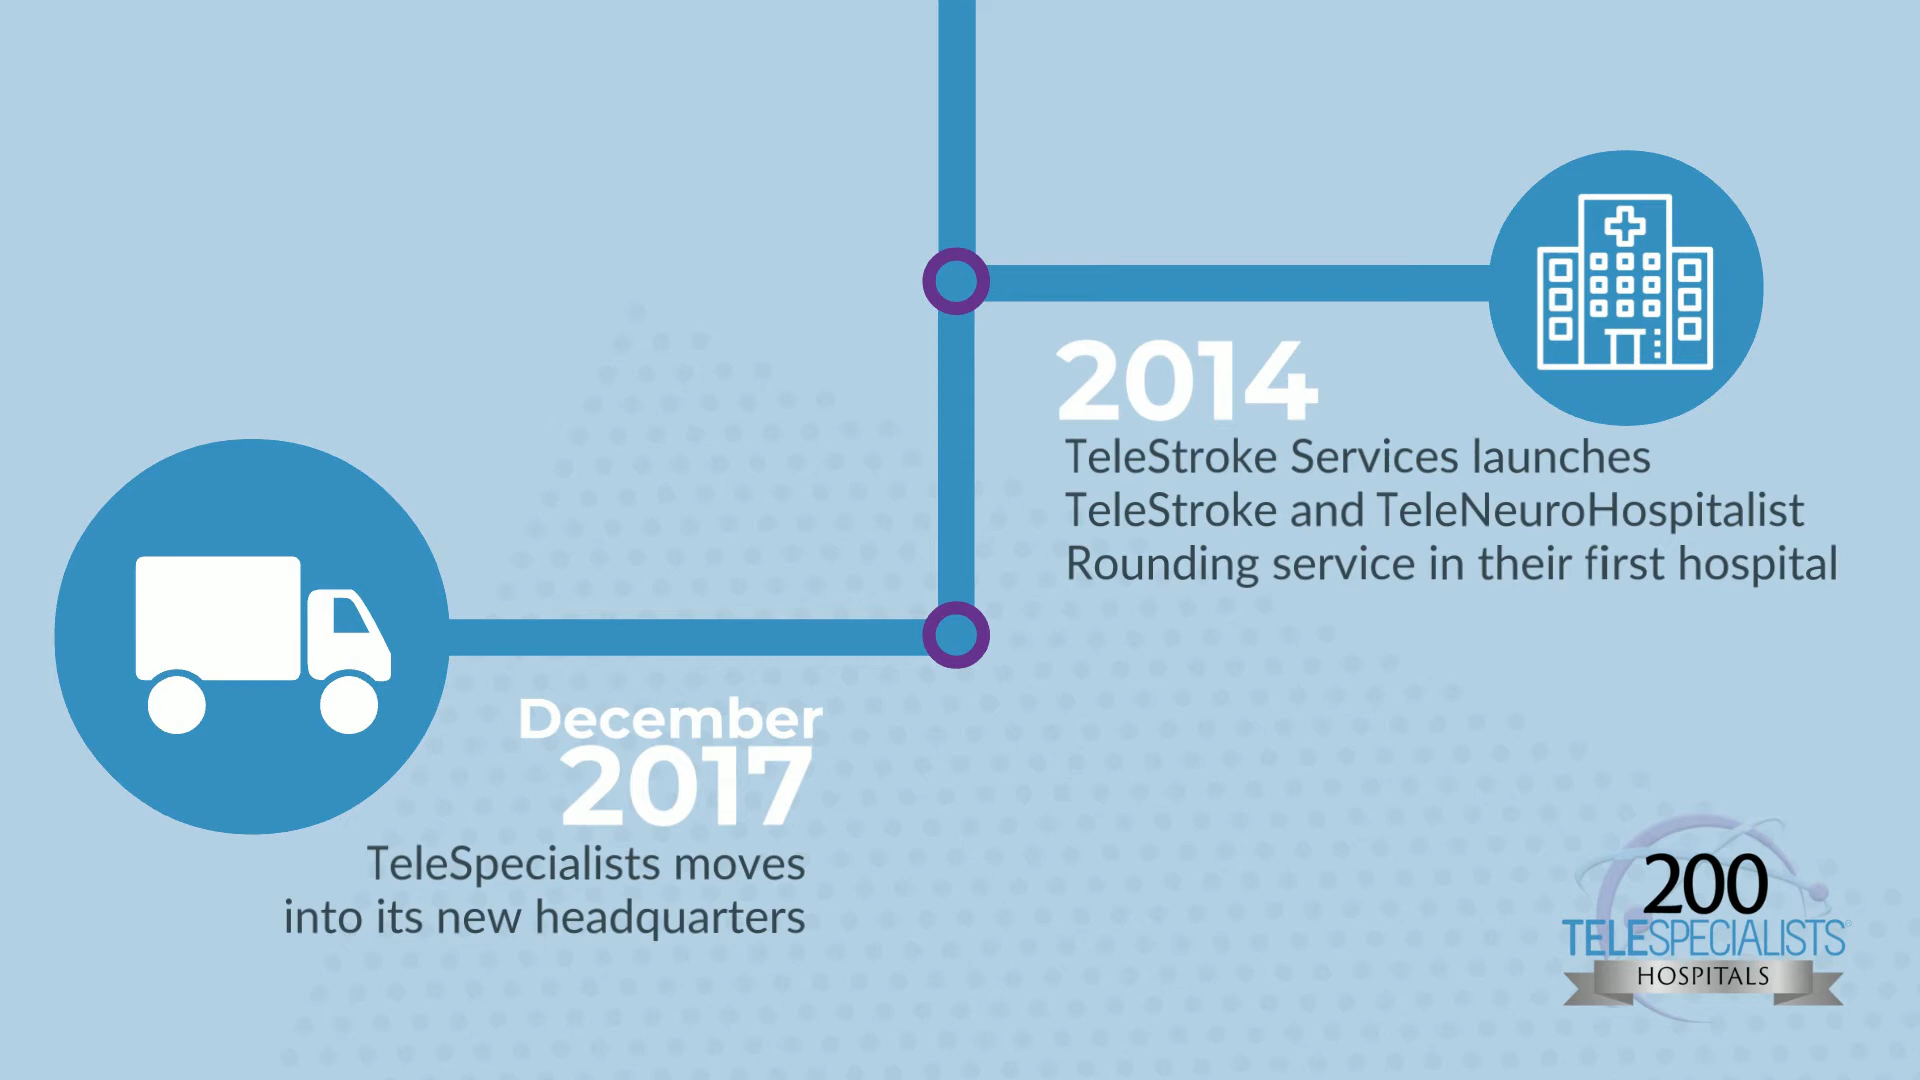 2014
TeleStroke Services launches
TeleStroke and TeleNeuroHospitalist
Rounding service in their first hospital
December
2017
TeleSpecialists moves
into its new headquarters
200
TELESPECIALISTS®
HOSPITALS